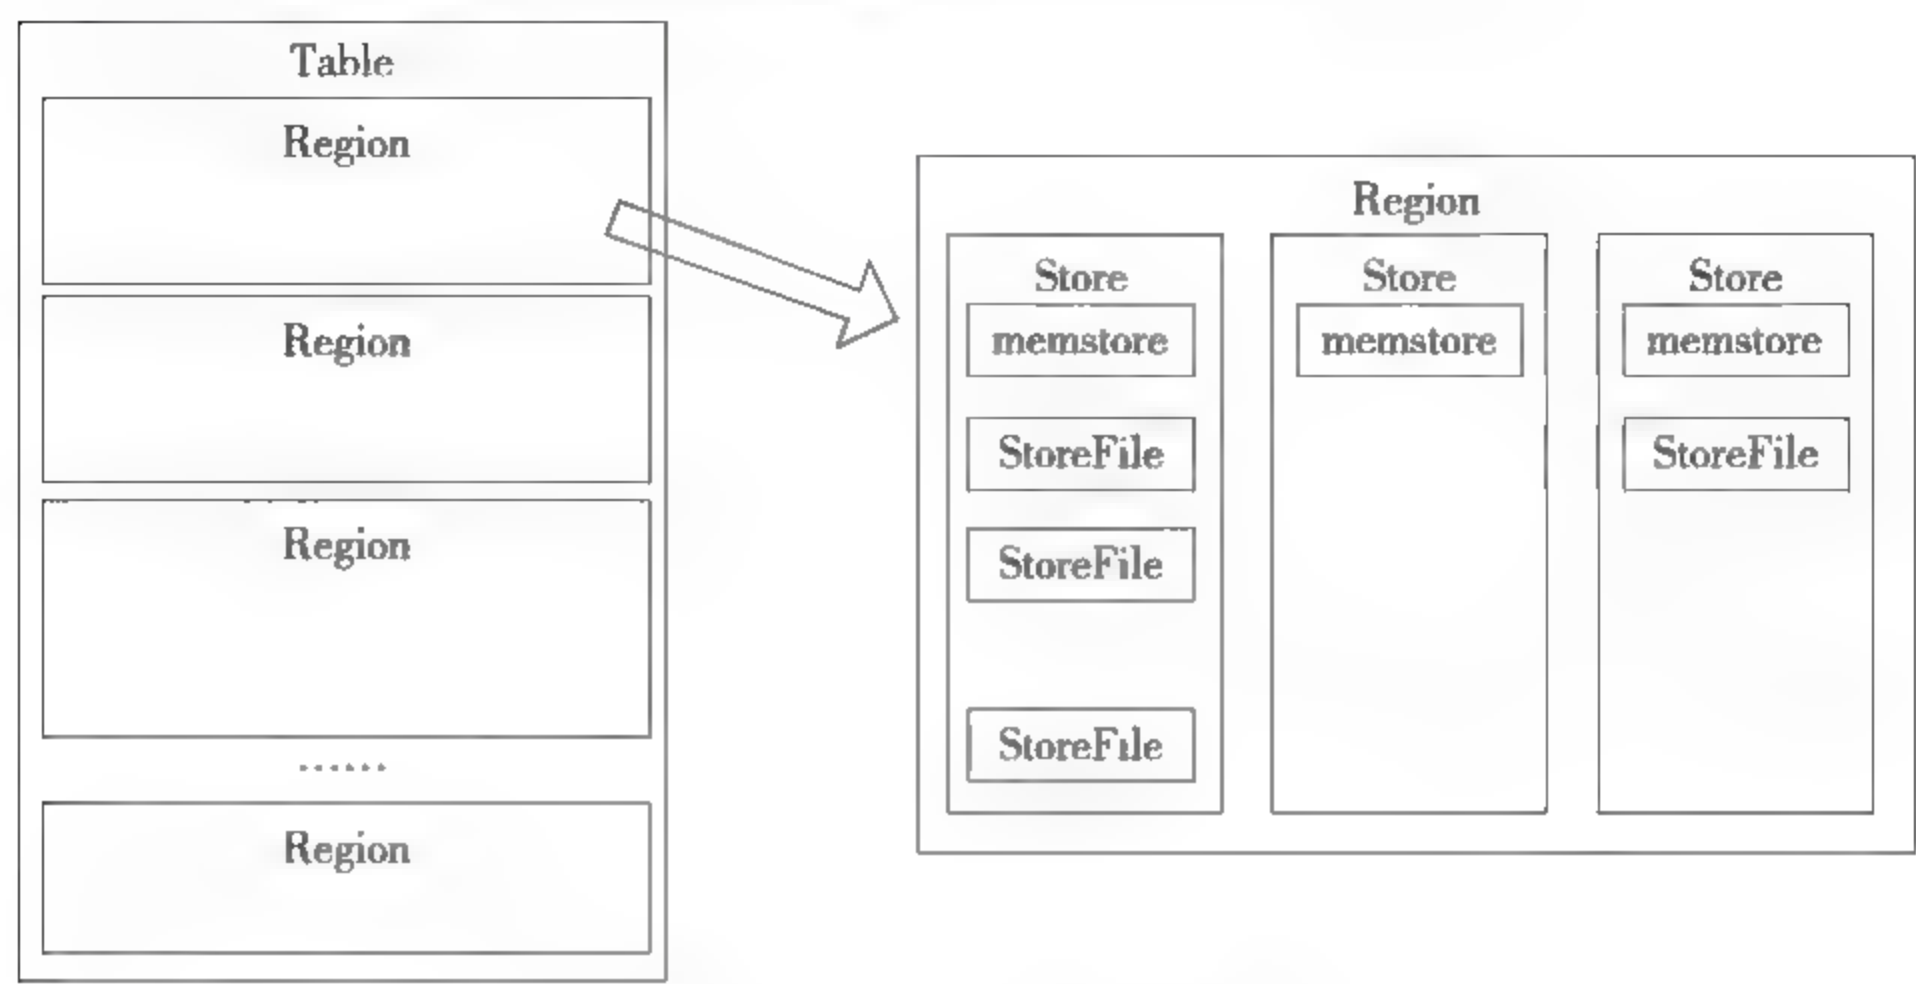 Table
Region
Region
Region
......
Region
Region
Store
memstore
StoreFile
StoreFile
StoreFile
Store
memstore
Store
memstore
StoreFile